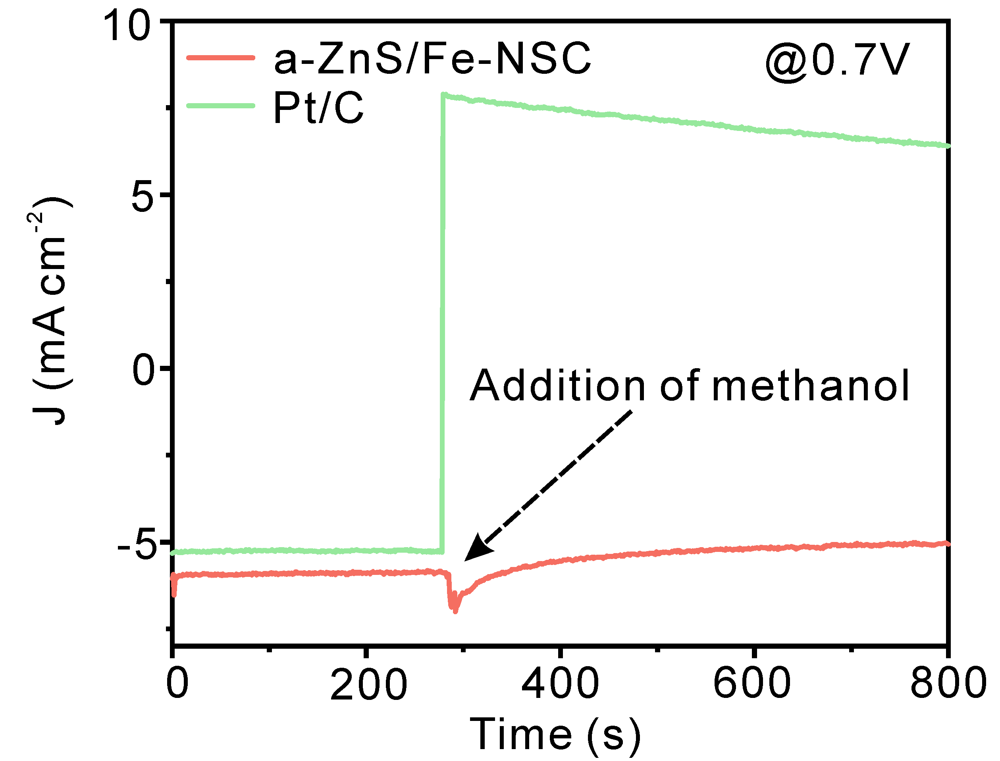 10
a-ZnS/Fe-NSC
@0.7V
Pt/C
5
0
-5
J (mA cm⁻²)
Addition of methanol
0 200 400 600 800
Time (s)